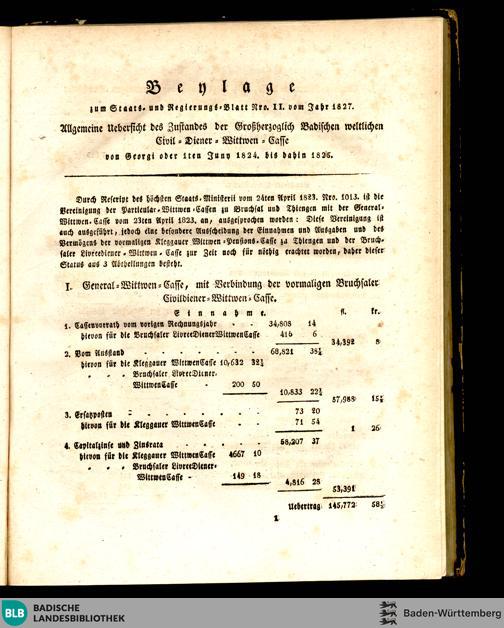 Beylage
zum Staats- und Regierungs-Blatt Nro. II. vom Jahr 1827.
Allgemeine Uebersicht des Zustandes der Großherzoglich Badischen weltlichen
Civil-Diener-Wittwen-Casse
von Georgi oder 1ten Juny 1824. bis dahin 1826.
Durch Rescript des höchsten Staats-Ministerii vom 24ten April 1823. Nro. 1013. ist die
Vereinigung der Particular-Wittwen-Cassen zu Bruchsal und Thiengen mit der General-
Wittwen-Casse vom 23ten April 1823. an, ausgesprochen worden: Diese Vereinigung ist
auch ausgeführt, jedoch eine besondere Ausscheidung der Einnahmen und Ausgaben und des
Vermögens der vormaligen Kleggauer Wittwen-Pensions-Casse zu Thiengen und der Bruch-
saler Livreediener-Wittwen-Casse zur Zeit noch für nöthig erachtet worden, daher dieser
Status aus 3 Abtheilungen besteht.
I. General-Wittwen-Casse, mit Verbindung der vormaligen Bruchsaler
Civildiener-Wittwen-Casse.
Einnahme. fl. kr.
1. Cassenvorrath vom vorigen Rechnungsjahr - - 34,808 14
hievon für die Bruchsaler LivreeDienerWittwenCasse 416 6
34,392 8
2. Vom Ausstand - - - - - - 68,821 38¼
hievon für die Kleggauer WittwenCasse 10,632 32½
" " " Bruchsaler LivreeDiener-
WittwenCasse - 200 50
10,833 22½
57,988 15¾
3. Ersazposten - - - - - - 73 20
hievon für die Kleggauer WittwenCasse - - 71 54
1 26
4. Capitalzinse und Zinsrata - - - - 58,207 37
hievon für die Kleggauer WittwenCasse 4667 10
" " " Bruchsaler LivreeDiener-
WittwenCasse - 149 18
4,816 28
53,391
Uebertrag 145,772 58¼
1
BLB BADISCHE
LANDESBIBLIOTHEK
Baden-Württemberg